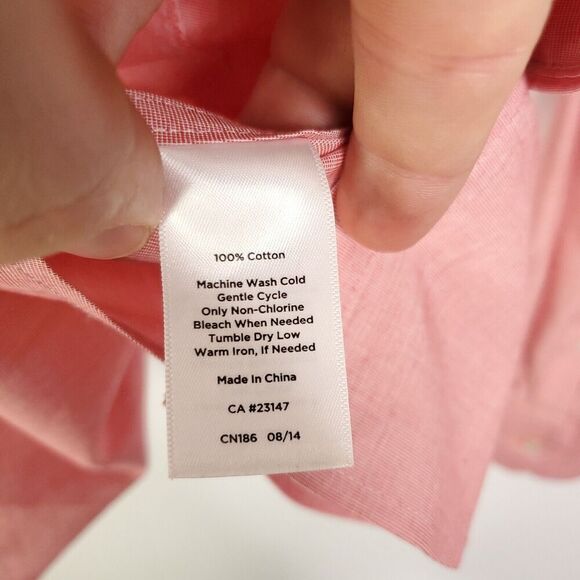 100% Cotton
Machine Wash Cold
Gentle Cycle
Only Non-Chlorine
Bleach When Needed
Tumble Dry Low
Warm Iron, If Needed
Made In China
CA #23147
CN186 08/14